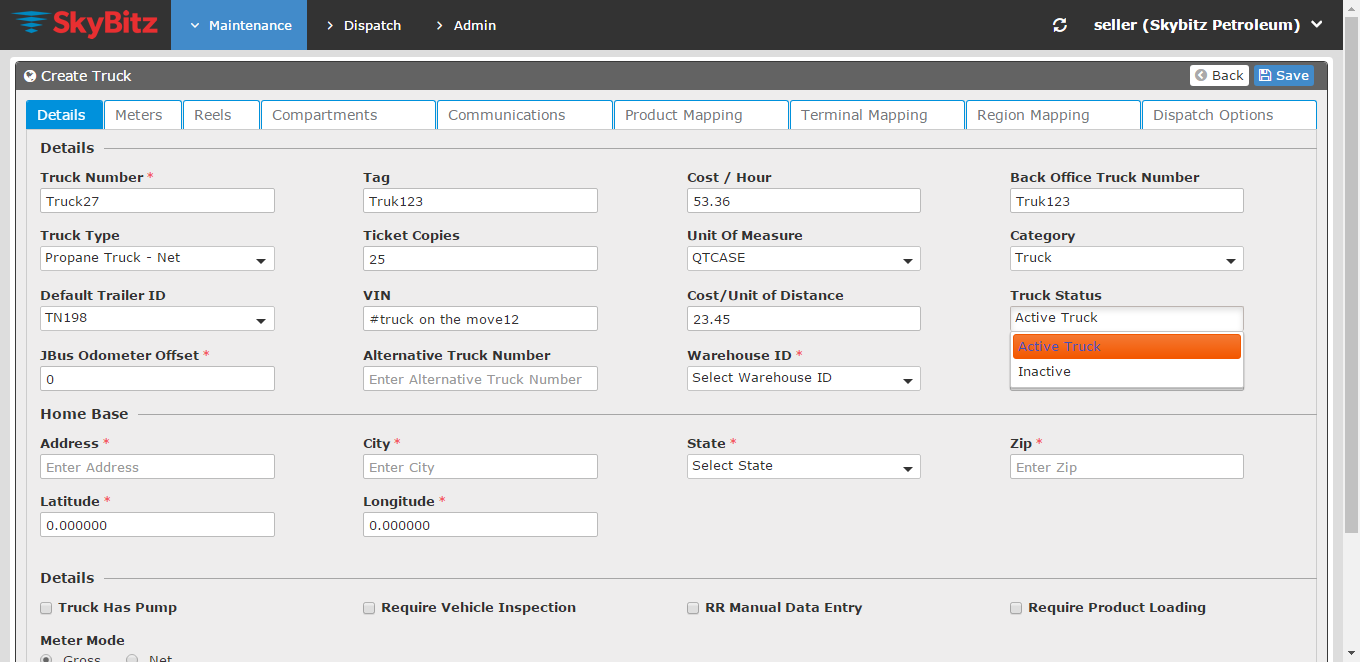 SkyBitz Maintenance Dispatch Admin seller (Skybitz Petroleum)
Create Truck Back Save
Details Meters Reels Compartments Communications Product Mapping Terminal Mapping Region Mapping Dispatch Options
Details
Truck Number * Tag Cost / Hour Back Office Truck Number
Truck27 Truk123 53.36 Truk123
Truck Type Ticket Copies Unit Of Measure Category
Propane Truck - Net 25 QTCASE Truck
Default Trailer ID VIN Cost/Unit of Distance Truck Status
TN198 #truck on the move12 23.45 Active Truck
Active Truck
JBus Odometer Offset * Alternative Truck Number Warehouse ID *
Inactive
0 Enter Alternative Truck Number Select Warehouse ID
Home Base
Address * City * State * Zip *
Enter Address Enter City Select State Enter Zip
Latitude * Longitude *
0.000000 0.000000
Details
Truck Has Pump Require Vehicle Inspection RR Manual Data Entry Require Product Loading
Meter Mode
Gross Net